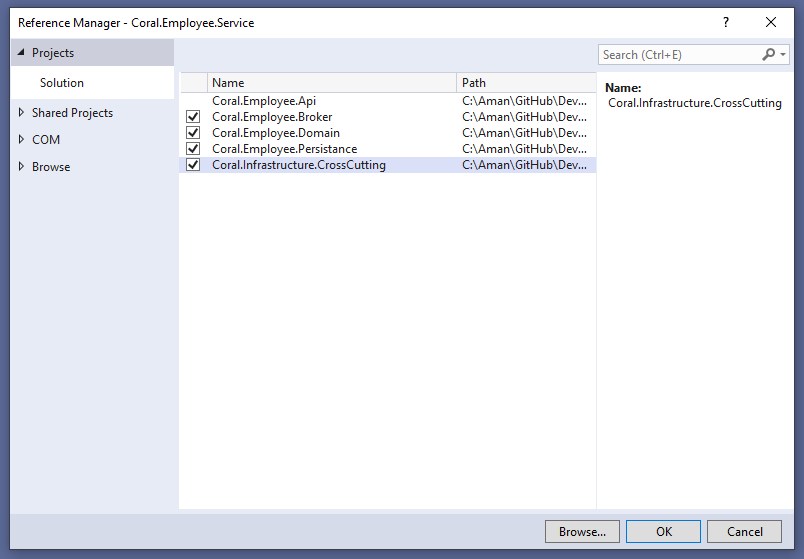 Reference Manager - Coral.Employee.Service
?
Projects
Search (Ctrl+E)
Solution
Shared Projects
COM
Browse
Name Path
Coral.Employee.Api C:\Aman\GitHub\Dev...
Coral.Employee.Broker C:\Aman\GitHub\Dev...
Coral.Employee.Domain C:\Aman\GitHub\Dev...
Coral.Employee.Persistance C:\Aman\GitHub\Dev...
Coral.Infrastructure.CrossCutting C:\Aman\GitHub\Dev...
Name:
Coral.Infrastructure.CrossCutting
Browse... OK Cancel